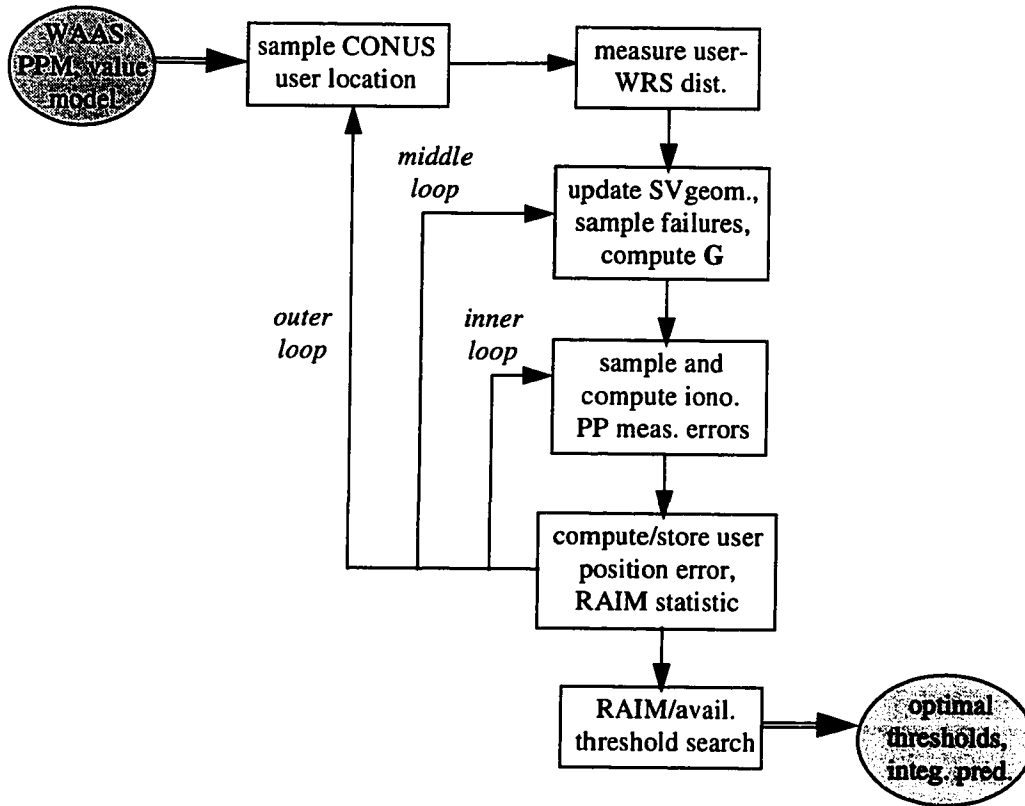 WAAS
PPM, value
model
sample CONUS
user location
measure user-
WRS dist.
middle
loop
update SVgeom.,
sample failures,
compute G
outer
loop
inner
loop
sample and
compute iono.
PP meas. errors
compute/store user
position error,
RAIM statistic
RAIM/avail.
threshold search
optimal
thresholds,
integ. pred.